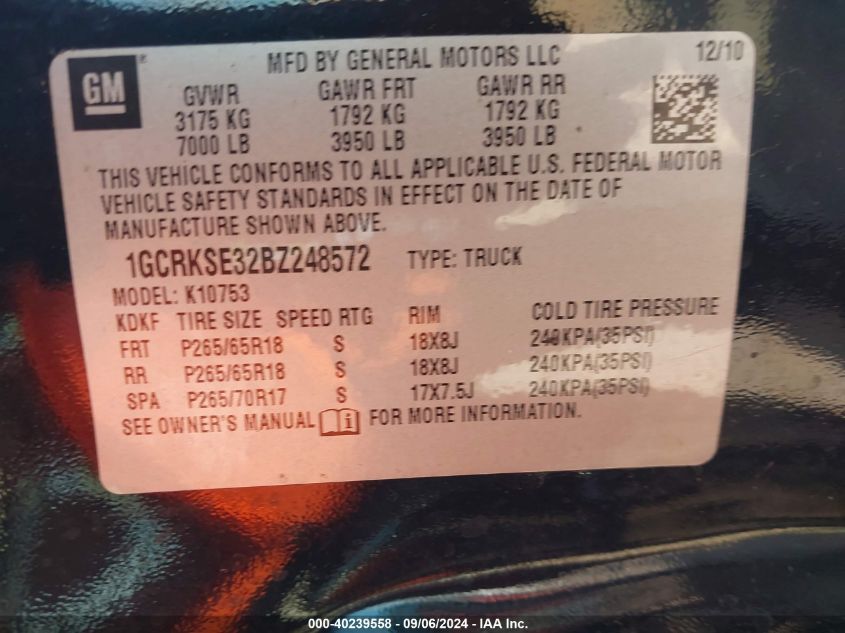 GM
MFD BY GENERAL MOTORS LLC 12/10
GVWR GAWR FRT GAWR RR
3175 KG 1792 KG 1792 KG
7000 LB 3950 LB 3950 LB
THIS VEHICLE CONFORMS TO ALL APPLICABLE U.S. FEDERAL MOTOR
VEHICLE SAFETY STANDARDS IN EFFECT ON THE DATE OF
MANUFACTURE SHOWN ABOVE.
1GCRKSE32BZ248572 TYPE: TRUCK
MODEL: K10753
KDKF TIRE SIZE SPEED RTG RIM COLD TIRE PRESSURE
FRT P265/65R18 S 18X8J 240KPA(35PSI)
RR P265/65R18 S 18X8J 240KPA(35PSI)
SPA P265/70R17 S 17X7.5J 240KPA(35PSI)
SEE OWNER'S MANUAL FOR MORE INFORMATION.
000-40239558 - 09/06/2024 - IAA Inc.